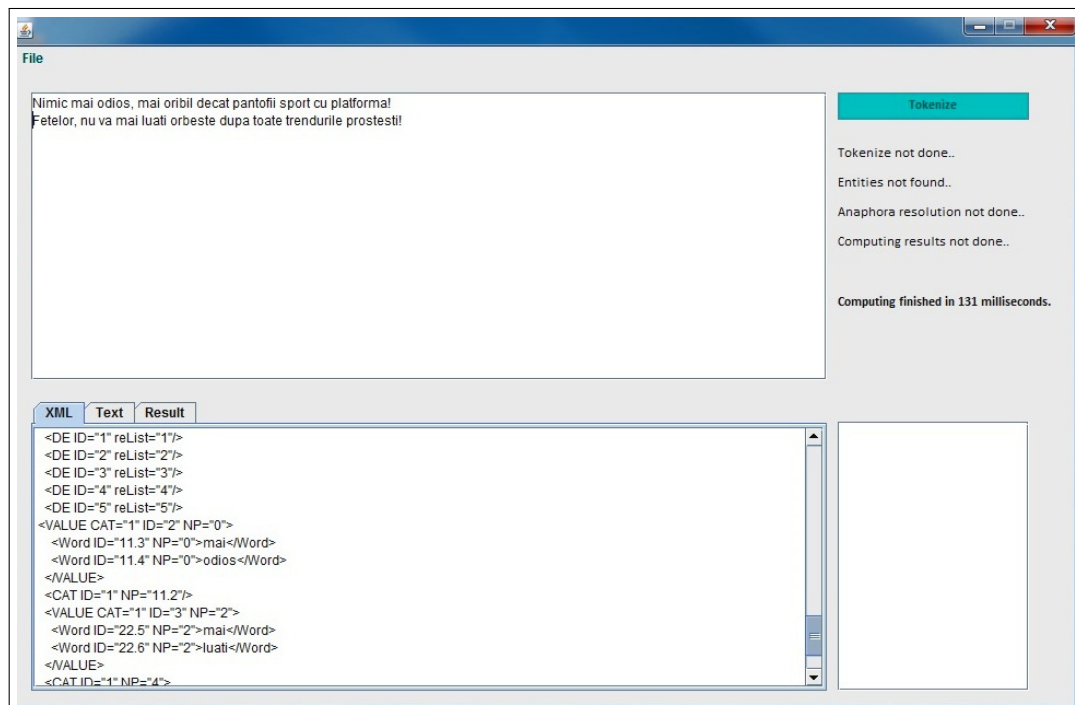 File
Nimic mai odios, mai oribil decat pantofii sport cu platforma!
Fetelor, nu va mai luati orbeste dupa toate trendurile prostesti!
Tokenize
Tokenize not done..
Entities not found..
Anaphora resolution not done..
Computing results not done..
Computing finished in 131 milliseconds.
XML Text Result
<DE ID="1" reList="1"/>
<DE ID="2" reList="2"/>
<DE ID="3" reList="3"/>
<DE ID="4" reList="4"/>
<DE ID="5" reList="5"/>
<VALUE CAT="1" ID="2" NP="0">
<Word ID="11.3" NP="0">mai</Word>
<Word ID="11.4" NP="0">odios</Word>
</VALUE>
<CAT ID="1" NP="11.2"/>
<VALUE CAT="1" ID="3" NP="2">
<Word ID="22.5" NP="2">mai</Word>
<Word ID="22.6" NP="2">luati</Word>
</VALUE>
<CAT ID="1" NP="4">